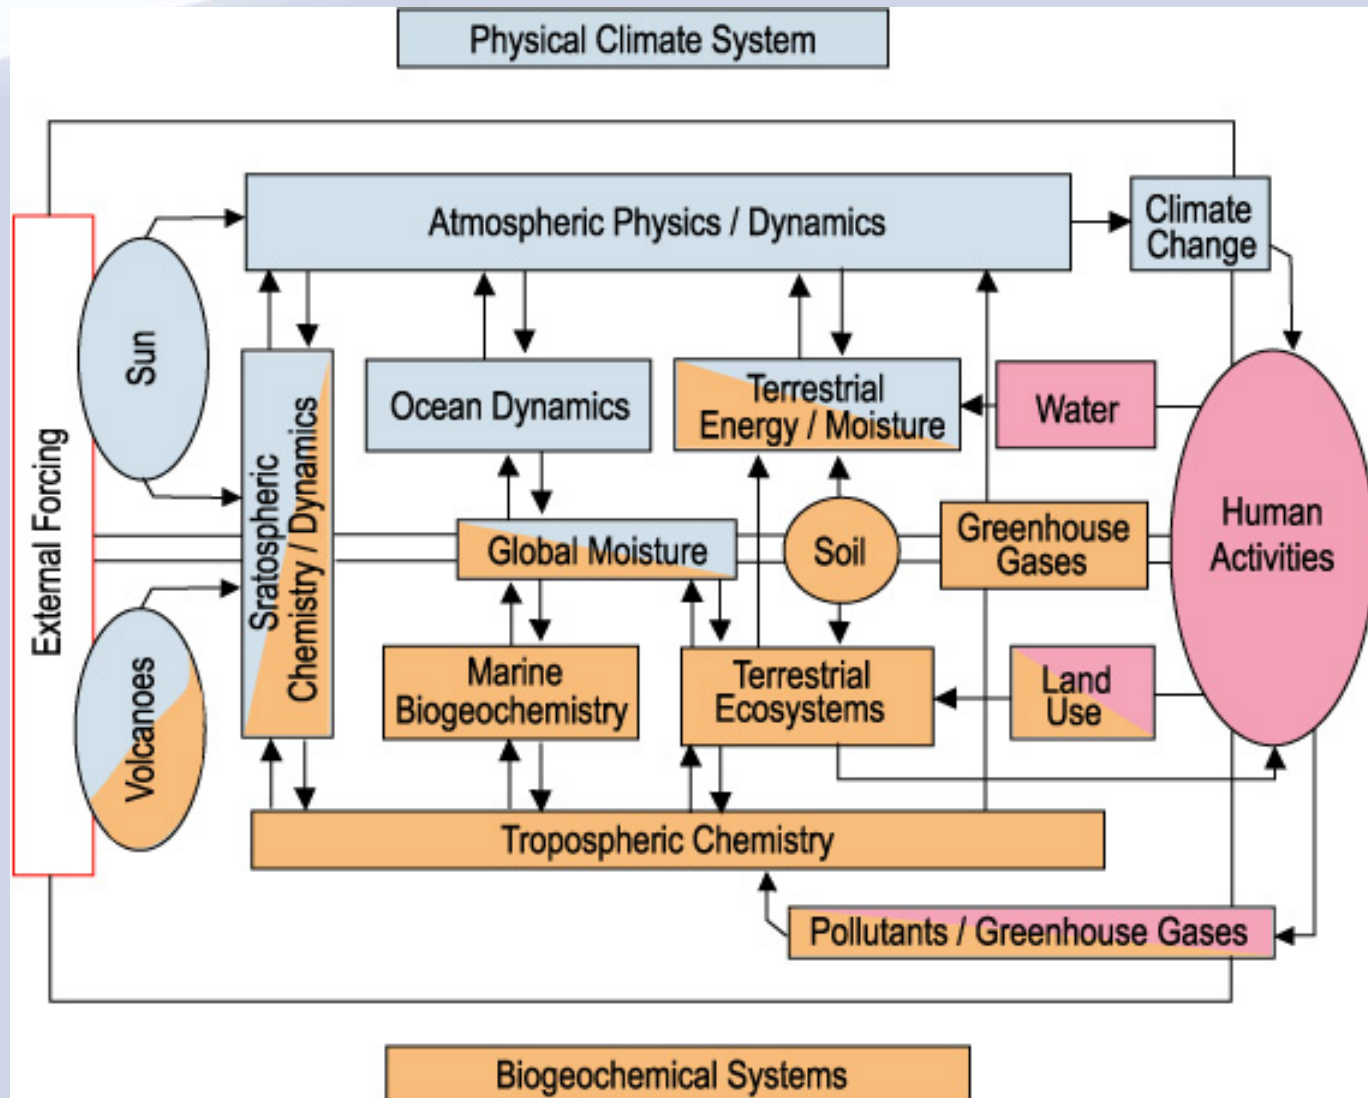 Physical Climate System
Atmospheric Physics / Dynamics
Climate
Change
External Forcing
Sun
Volcanoes
Sratospheric
Chemistry / Dynamics
Ocean Dynamics
Terrestrial
Energy / Moisture
Water
Global Moisture
Soil
Greenhouse
Gases
Human
Activities
Marine
Biogeochemistry
Terrestrial
Ecosystems
Land
Use
Tropospheric Chemistry
Pollutants / Greenhouse Gases
Biogeochemical Systems